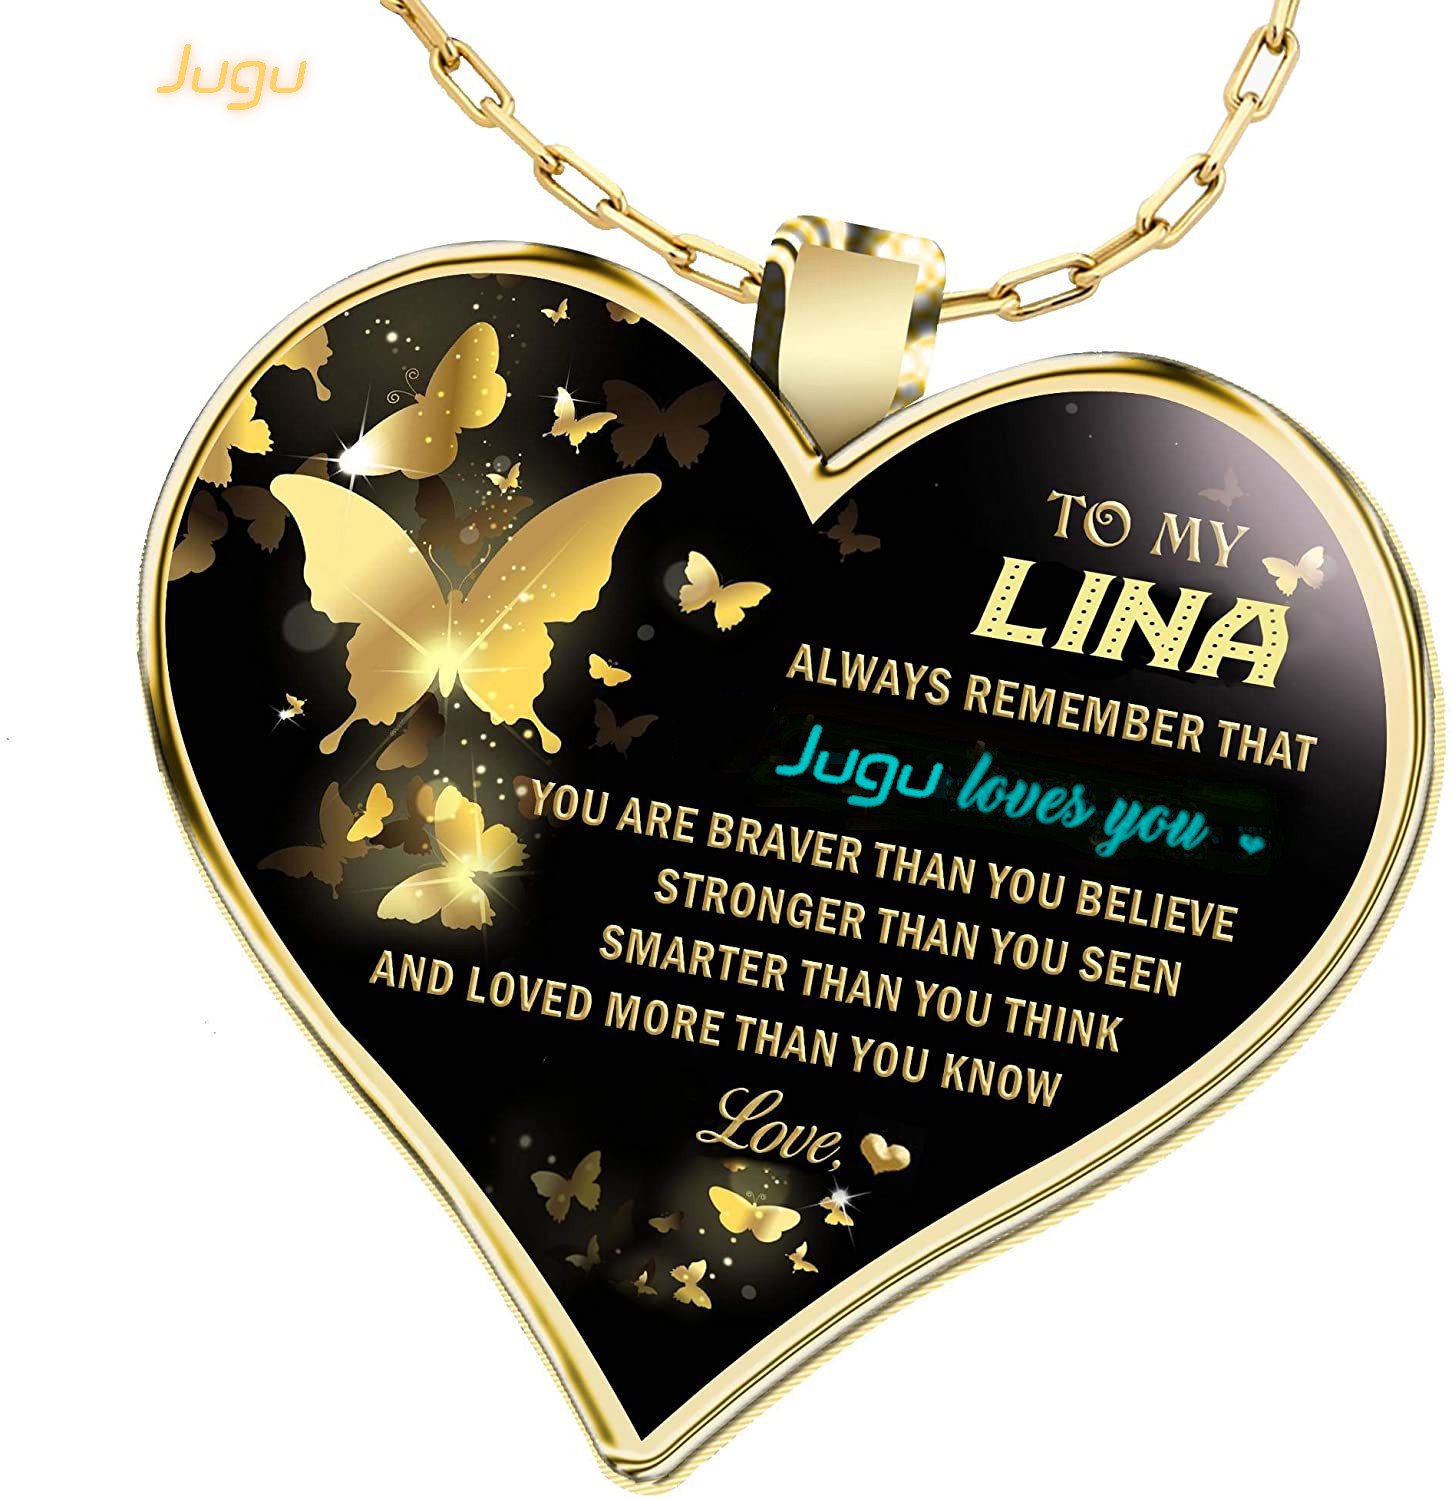 Jugu
TO MY
LINA
ALWAYS REMEMBER THAT
Jugu loves you
YOU ARE BRAVER THAN YOU BELIEVE
STRONGER THAN YOU SEEN
SMARTER THAN YOU THINK
AND LOVED MORE THAN YOU KNOW
Love,